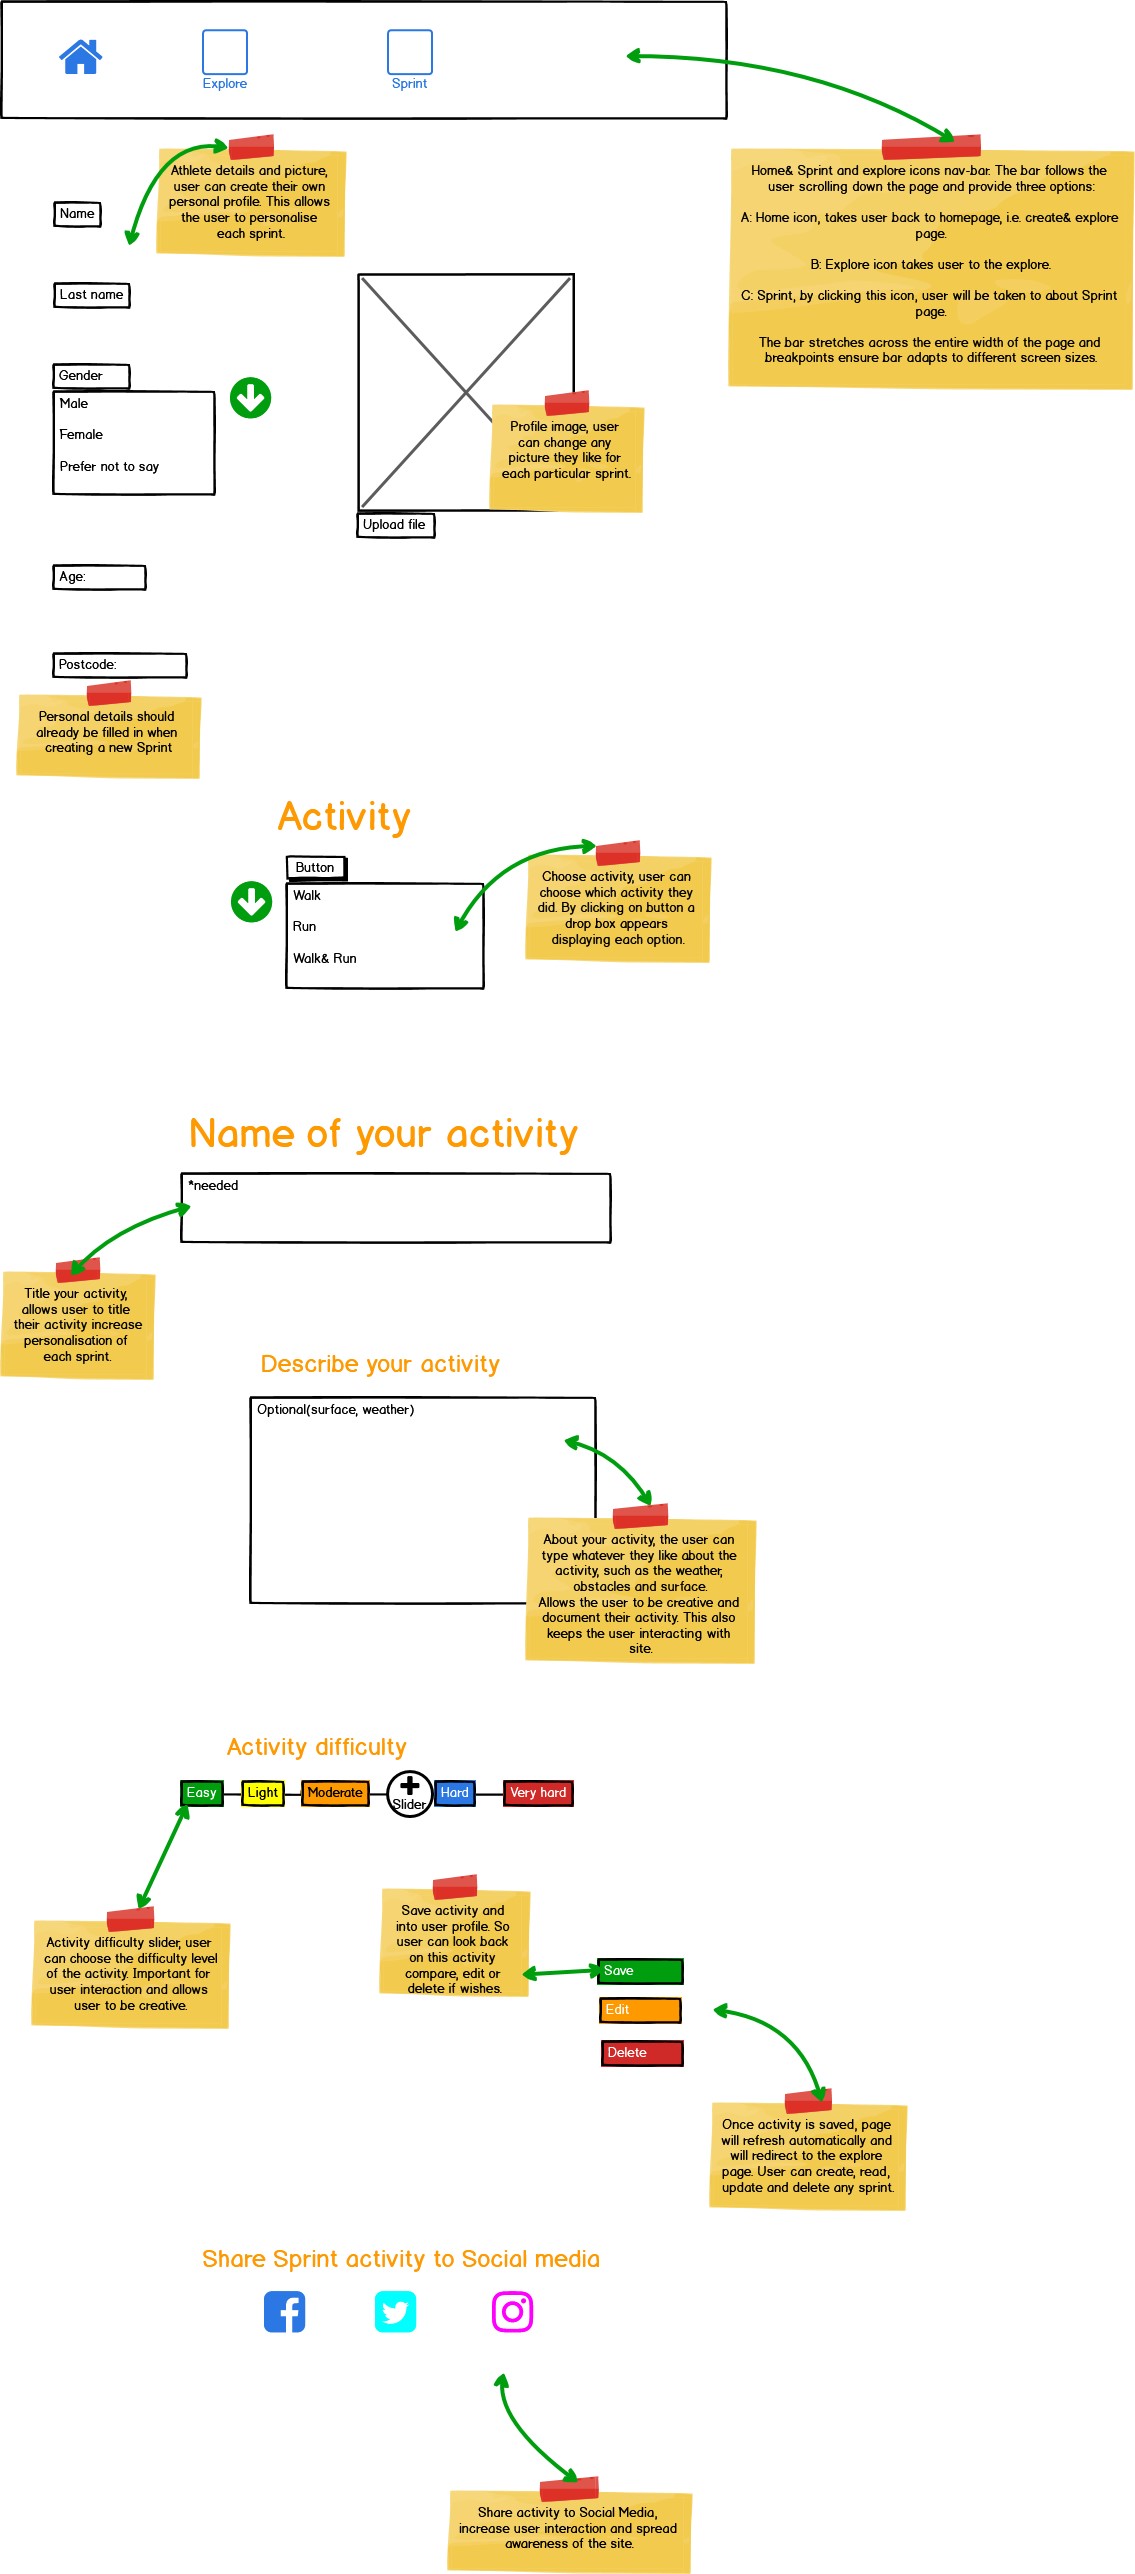 Explore
Sprint
Home& Sprint and explore icons nav-bar. The bar follows the
user scrolling down the page and provide three options:
A: Home icon, takes user back to homepage, i.e. create& explore
page.
B: Explore icon takes user to the explore.
C: Sprint, by clicking this icon, user will be taken to about Sprint
page.
The bar stretches across the entire width of the page and
breakpoints ensure bar adapts to different screen sizes.
Athlete details and picture,
user can create their own
personal profile. This allows
the user to personalise
each sprint.
Name
Last name
Gender
Male
Female
Prefer not to say
Profile image, user
can change any
picture they like for
each particular sprint.
Upload file
Age:
Postcode:
Personal details should
already be filled in when
creating a new Sprint
Activity
Button
Walk
Run
Walk& Run
Choose activity, user can
choose which activity they
did. By clicking on button a
drop box appears
displaying each option.
Name of your activity
*needed
Title your activity,
allows user to title
their activity increase
personalisation of
each sprint.
Describe your activity
Optional(surface, weather)
About your activity, the user can
type whatever they like about the
activity, such as the weather,
obstacles and surface.
Allows the user to be creative and
document their activity. This also
keeps the user interacting with
site.
Activity difficulty
Easy
Light
Moderate
Slider
Hard
Very hard
Activity difficulty slider, user
can choose the difficulty level
of the activity. Important for
user interaction and allows
user to be creative.
Save activity and
into user profile. So
user can look back
on this activity
compare, edit or
delete if wishes.
Save
Edit
Delete
Once activity is saved, page
will refresh automatically and
will redirect to the explore
page. User can create, read,
update and delete any sprint.
Share Sprint activity to Social media
Share activity to Social Media,
increase user interaction and spread
awareness of the site.